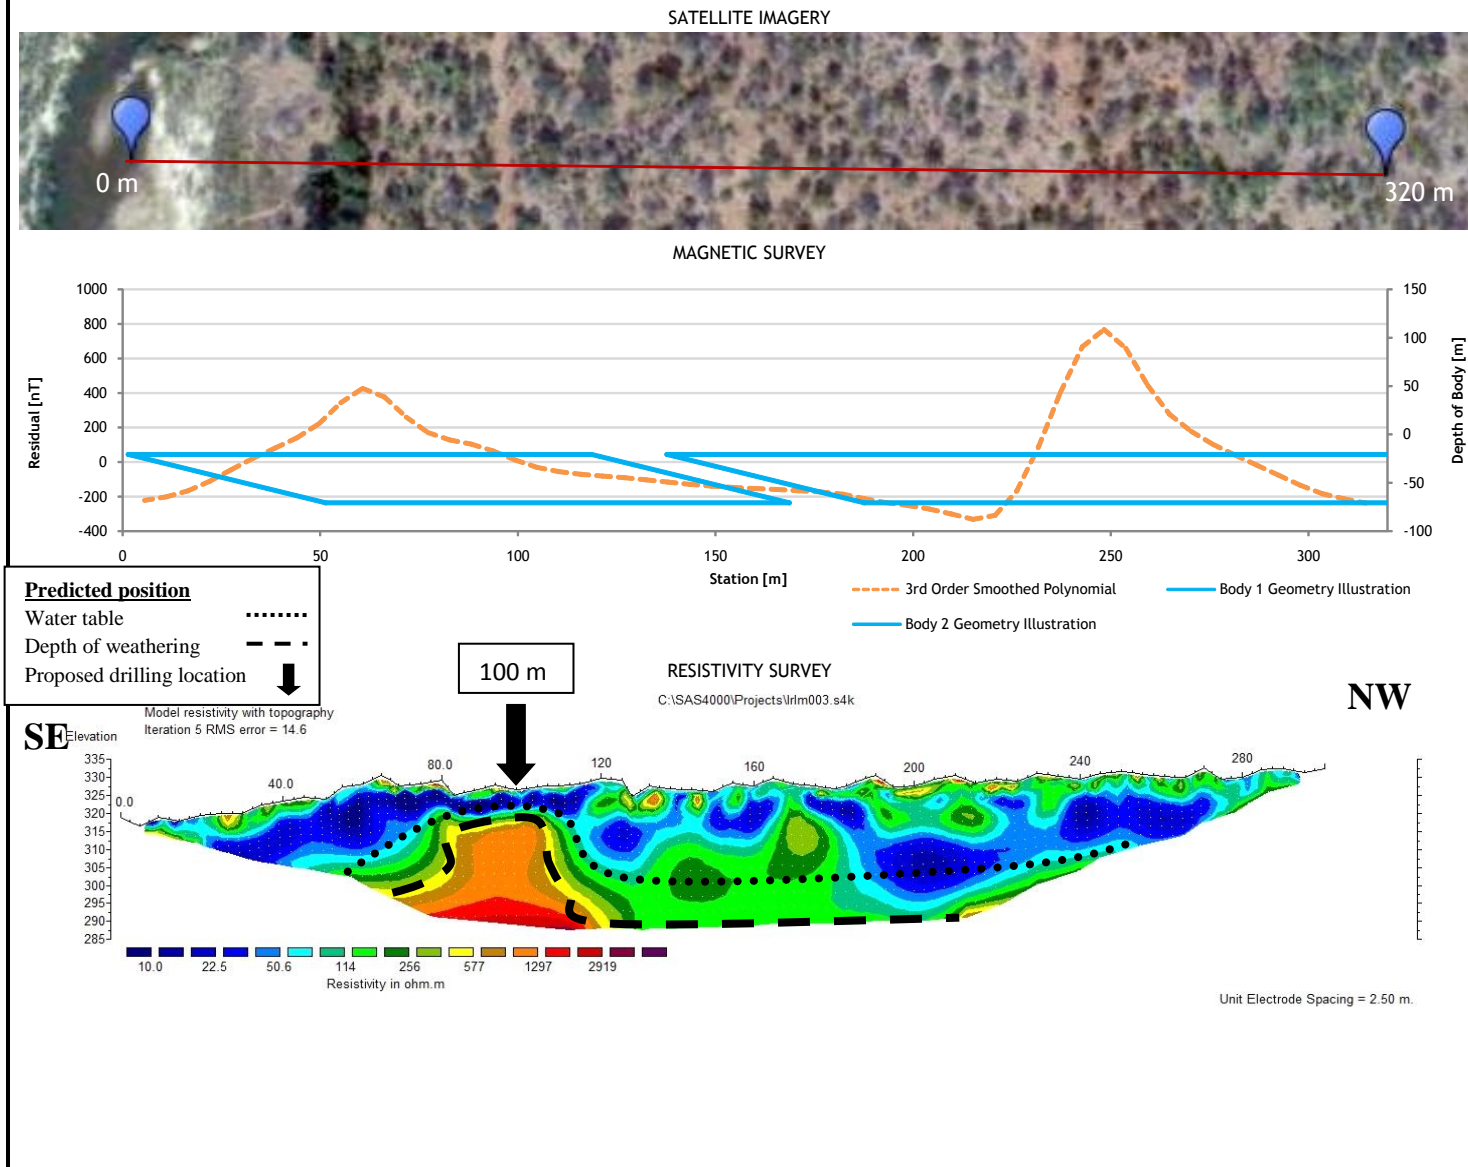 SATELLITE IMAGERY
0 m
320 m
MAGNETIC SURVEY
1000
800
600
400
200
0
-200
-400
Residual [nT]
150
100
50
0
-50
-100
Depth of Body [m]
0 50 100 150 200 250 300
Station [m]
3rd Order Smoothed Polynomial
Body 1 Geometry Illustration
Body 2 Geometry Illustration
Predicted position
Water table
Depth of weathering
Proposed drilling location
100 m
RESISTIVITY SURVEY
C:\SAS4000\Projects\lrlm003.s4k
NW
Model resistivity with topography
Iteration 5 RMS error = 14.6
SE
Elevation
335
330
325
320
315
310
305
300
295
290
285
0.0 40.0 80.0 120 160 200 240 280
10.0 22.5 50.6 114 256 577 1297 2919
Resistivity in ohm.m
Unit Electrode Spacing = 2.50 m.